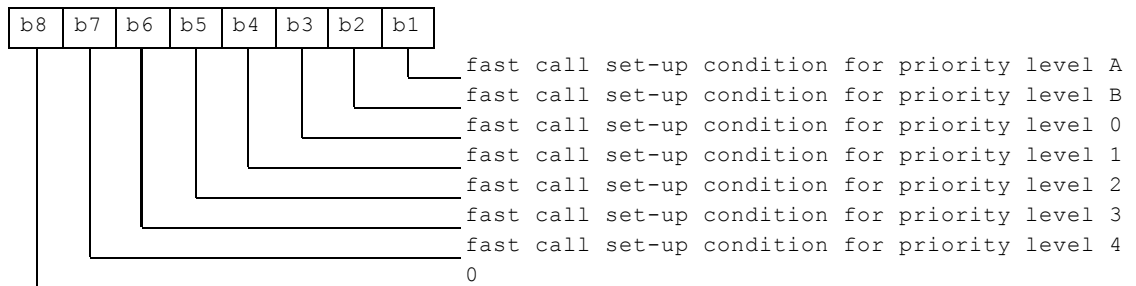 b8 b7 b6 b5 b4 b3 b2 b1
fast call set-up condition for priority level A
fast call set-up condition for priority level B
fast call set-up condition for priority level 0
fast call set-up condition for priority level 1
fast call set-up condition for priority level 2
fast call set-up condition for priority level 3
fast call set-up condition for priority level 4
0